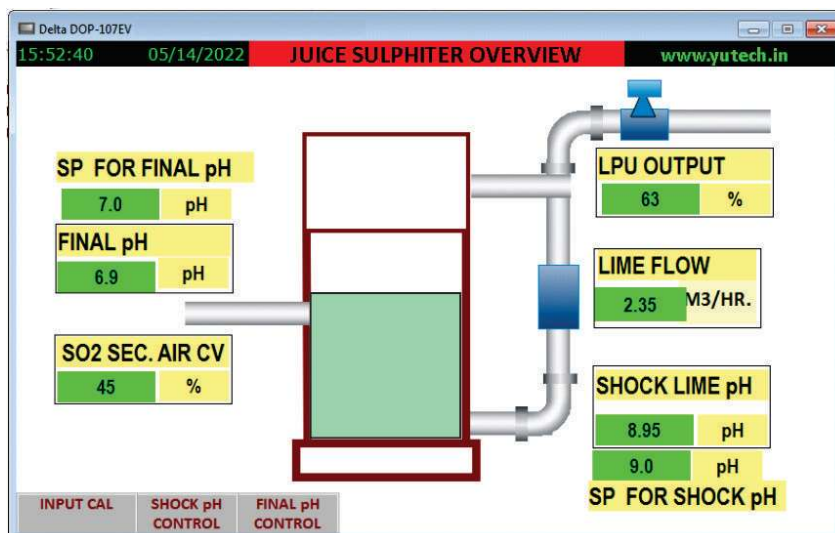 Delta DOP-107EV
15:52:40 05/14/2022 JUICE SULPHITER OVERVIEW www.yutech.in
SP FOR FINAL pH
7.0 pH
FINAL pH
6.9 pH
SO2 SEC. AIR CV
45 %
LPU OUTPUT
63 %
LIME FLOW
2.35 M3/HR.
SHOCK LIME pH
8.95 pH
9.0 pH
SP FOR SHOCK pH
INPUT CAL
SHOCK pH
CONTROL
FINAL pH
CONTROL